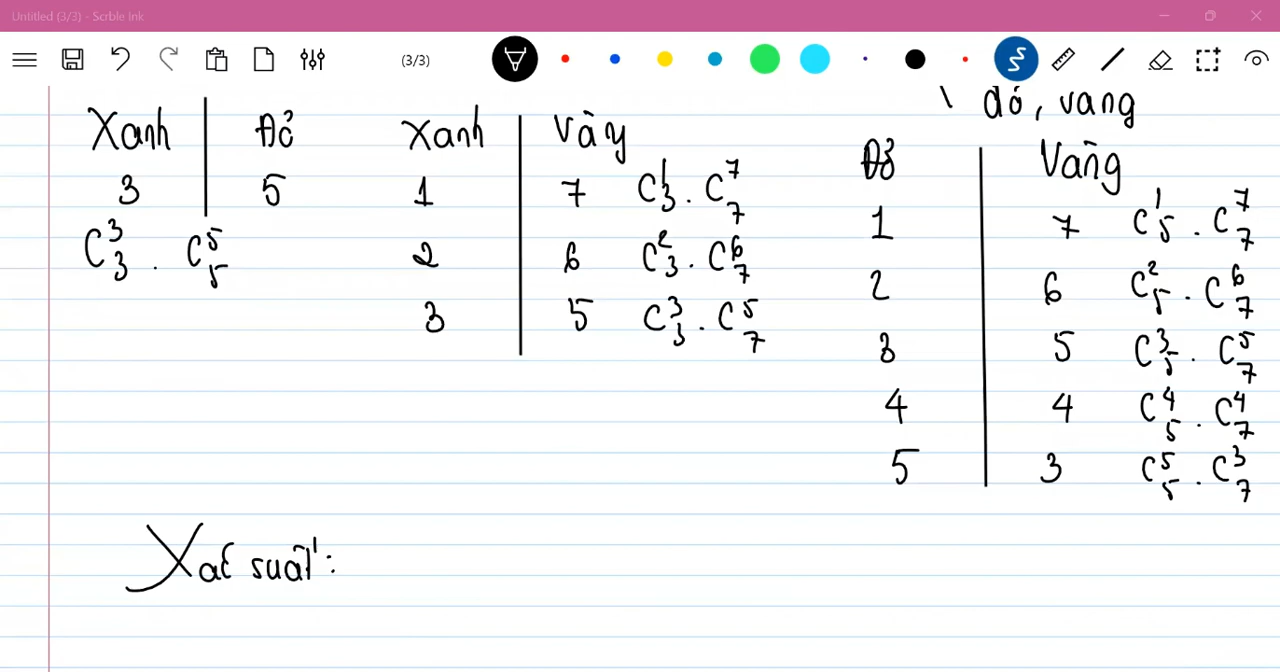 Untitled (3/3) - Scrble Ink
(3/3)
đỏ, vang
Xanh Đỏ
3 5
C³₃ . C⁵₅
Xanh Vày
1 7 C¹₃ . C⁷₇
2 6 C²₃ . C⁶₇
3 5 C³₃ . C⁵₇
Đỏ Vang
1 7 C¹₅ . C⁷₇
2 6 C²₅ . C⁶₇
3 5 C³₅ . C⁵₇
4 4 C⁴₅ . C⁴₇
5 3 C⁵₅ . C³₇
Xác suất: